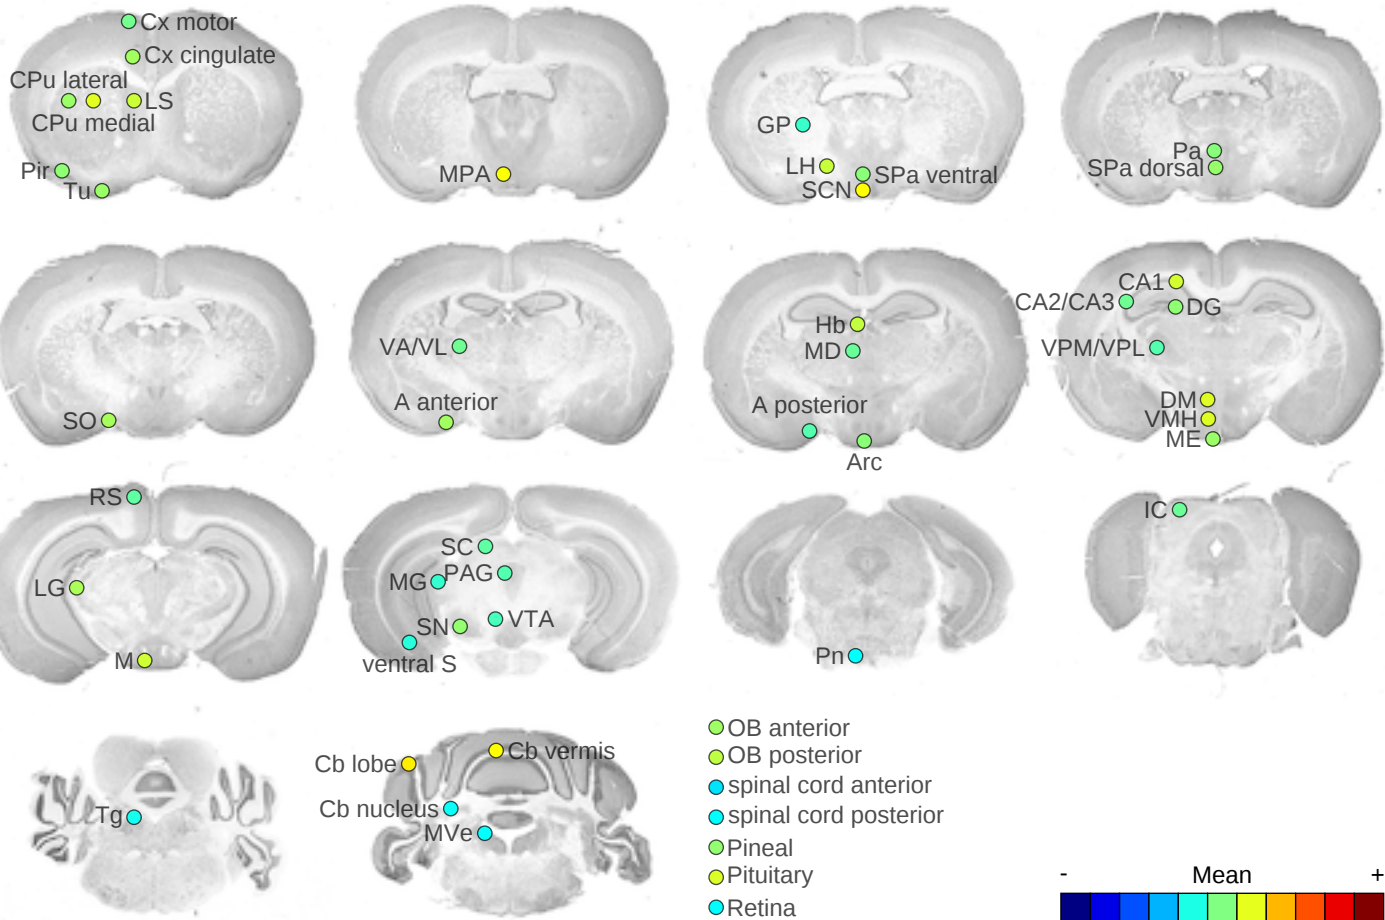 Cx motor
Cx cingulate
CPu lateral
LS
CPu medial
Pir
Tu
MPA
GP
LH
SPa ventral
SCN
Pa
SPa dorsal
SO
VA/VL
A anterior
Hb
MD
A posterior
Arc
CA1
CA2/CA3
DG
VPM/VPL
DM
VMH
ME
RS
LG
M
SC
MG
PAG
SN
VTA
ventral S
Pn
IC
Tg
Cb lobe
Cb vermis
Cb nucleus
MVe
OB anterior
OB posterior
spinal cord anterior
spinal cord posterior
Pineal
Pituitary
Retina
- Mean +